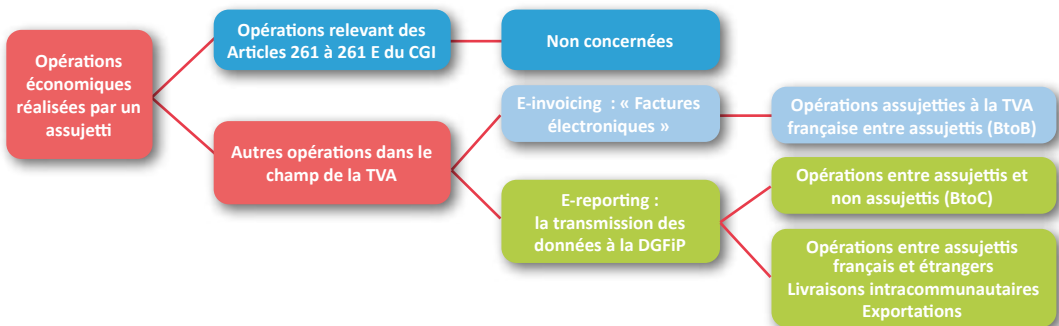 Opérations
économiques
réalisées par un
assujetti
Opérations relevant des
Articles 261 à 261 E du CGI
Non concernées
Autres opérations dans le
champ de la TVA
E-invoicing : « Factures
électroniques »
Opérations assujetties à la TVA
française entre assujettis (BtoB)
E-reporting :
la transmission des
données à la DGFiP
Opérations entre assujettis et
non assujettis (BtoC)
Opérations entre assujettis
français et étrangers
Livraisons intracommunautaires
Exportations